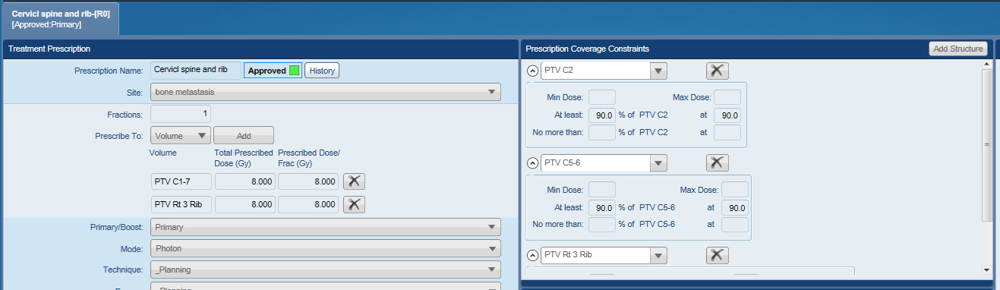 Cervicl spine and rib-[R0]
[Approved:Primary]
Treatment Prescription
Prescription Name: Cervicl spine and rib Approved History
Site: bone metastasis
Fractions: 1
Prescribe To: Volume Add
Volume Total Prescribed Dose (Gy) Prescribed Dose/ Frac (Gy)
PTV C1-7 8.000 8.000
PTV Rt 3 Rib 8.000 8.000
Primary/Boost: Primary
Mode: Photon
Technique: _Planning
Prescription Coverage Constraints Add Structure
PTV C2
Min Dose: Max Dose:
At least: 90.0 % of PTV C2 at 90.0
No more than: % of PTV C2 at
PTV C5-6
Min Dose: Max Dose:
At least: 90.0 % of PTV C5-6 at 90.0
No more than: % of PTV C5-6 at
PTV Rt 3 Rib